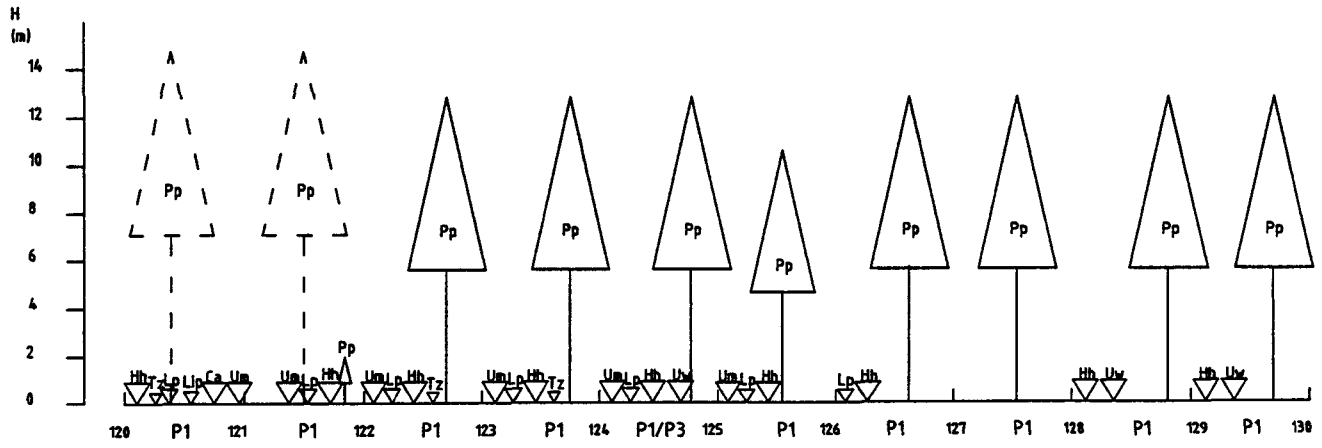 H
(m)
14
12
10
8
6
4
2
0
Pp Pp Pp Pp Pp Pp Pp Pp Pp Pp
Pp
Hh Tz Lp Lip Ca Um Um Lp Hh Um Lp Hh Tz Um Lp Hh Tz Um Lp Hh Uw Um Lp Hh Lp Hh Hh Uw Hh Uw
120 P1 121 P1 122 P1 123 P1 124 P1/P3 125 P1 126 P1 127 P1 128 P1 129 P1 130